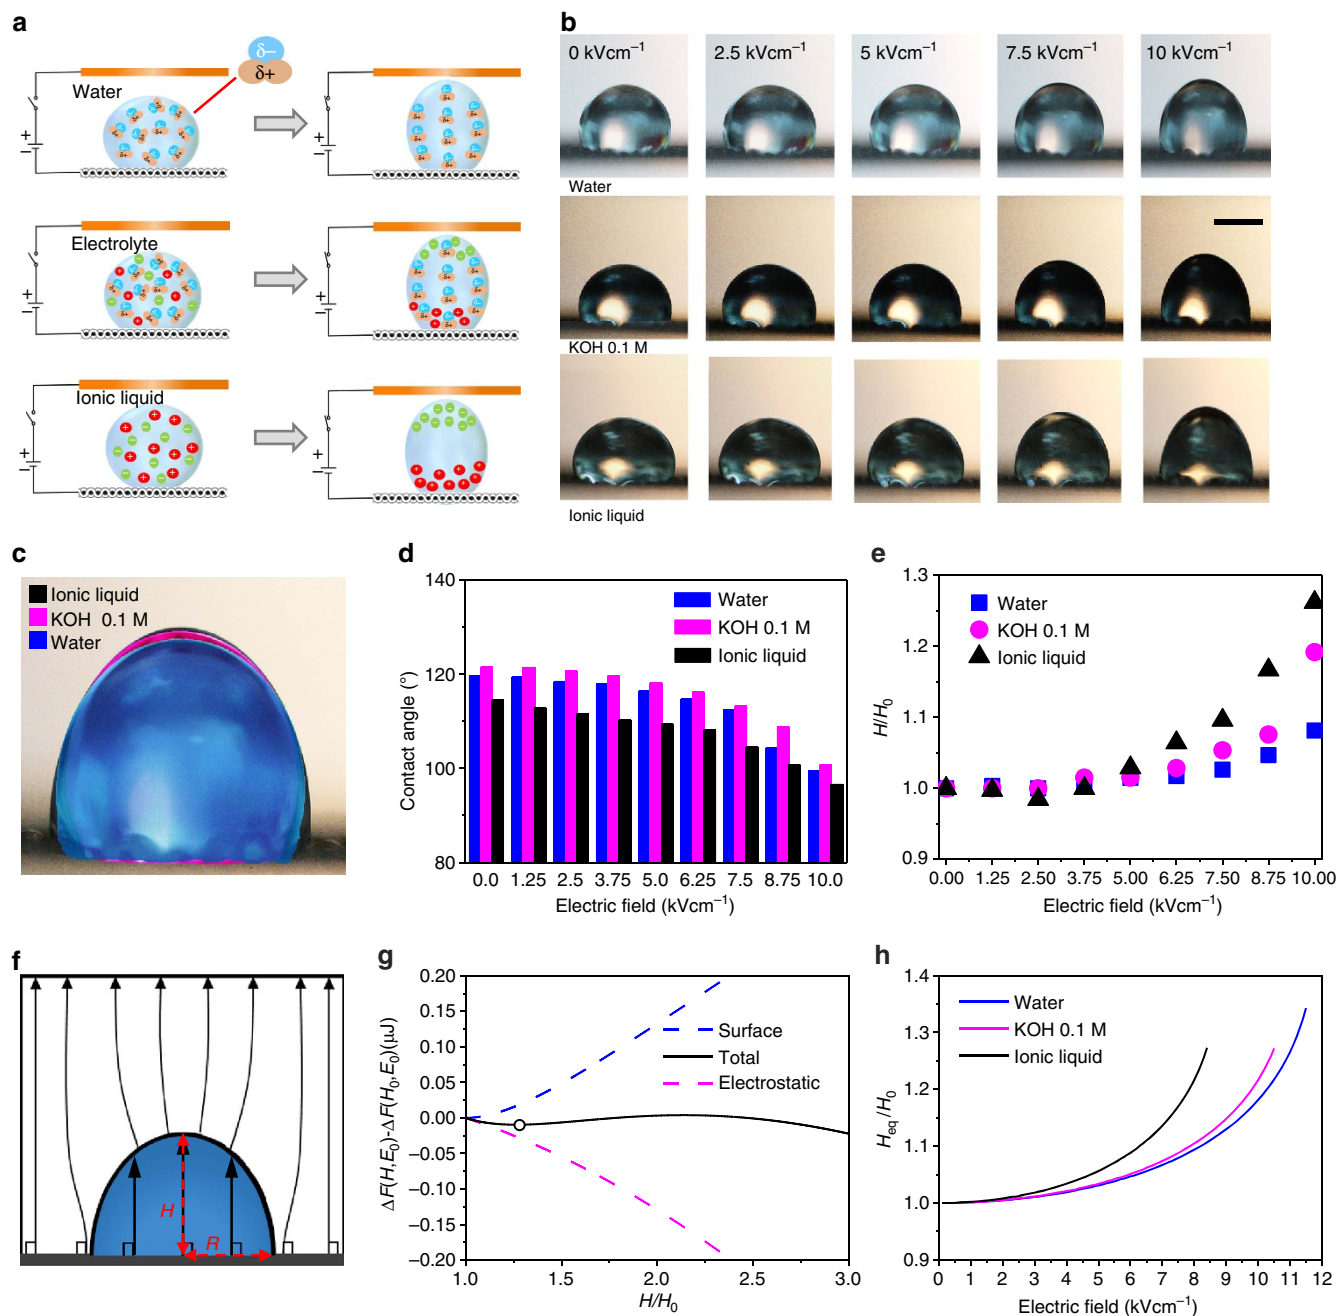 a
Water
δ−
δ+
+
−
Electrolyte
+
−
Ionic liquid
+
−
b
0 kVcm⁻¹
2.5 kVcm⁻¹
5 kVcm⁻¹
7.5 kVcm⁻¹
10 kVcm⁻¹
Water
KOH 0.1 M
Ionic liquid
c
Ionic liquid
KOH 0.1 M
Water
d
140
120
100
80
Contact angle (°)
Water
KOH 0.1 M
Ionic liquid
0.0 1.25 2.5 3.75 5.0 6.25 7.5 8.75 10.0
Electric field (kVcm⁻¹)
e
1.3
1.2
1.1
1.0
0.9
H/H₀
Water
KOH 0.1 M
Ionic liquid
0.00 1.25 2.50 3.75 5.00 6.25 7.50 8.75 10.00
Electric field (kVcm⁻¹)
f
H
R
g
0.20
0.15
0.10
0.05
0.00
−0.05
−0.10
−0.15
−0.20
ΔF(H,E₀)-ΔF(H₀,E₀)(μJ)
Surface
Total
Electrostatic
1.0 1.5 2.0 2.5 3.0
H/H₀
h
1.4
1.3
1.2
1.1
1.0
0.9
H_eq/H₀
Water
KOH 0.1 M
Ionic liquid
0 1 2 3 4 5 6 7 8 9 10 11 12
Electric field (kVcm⁻¹)